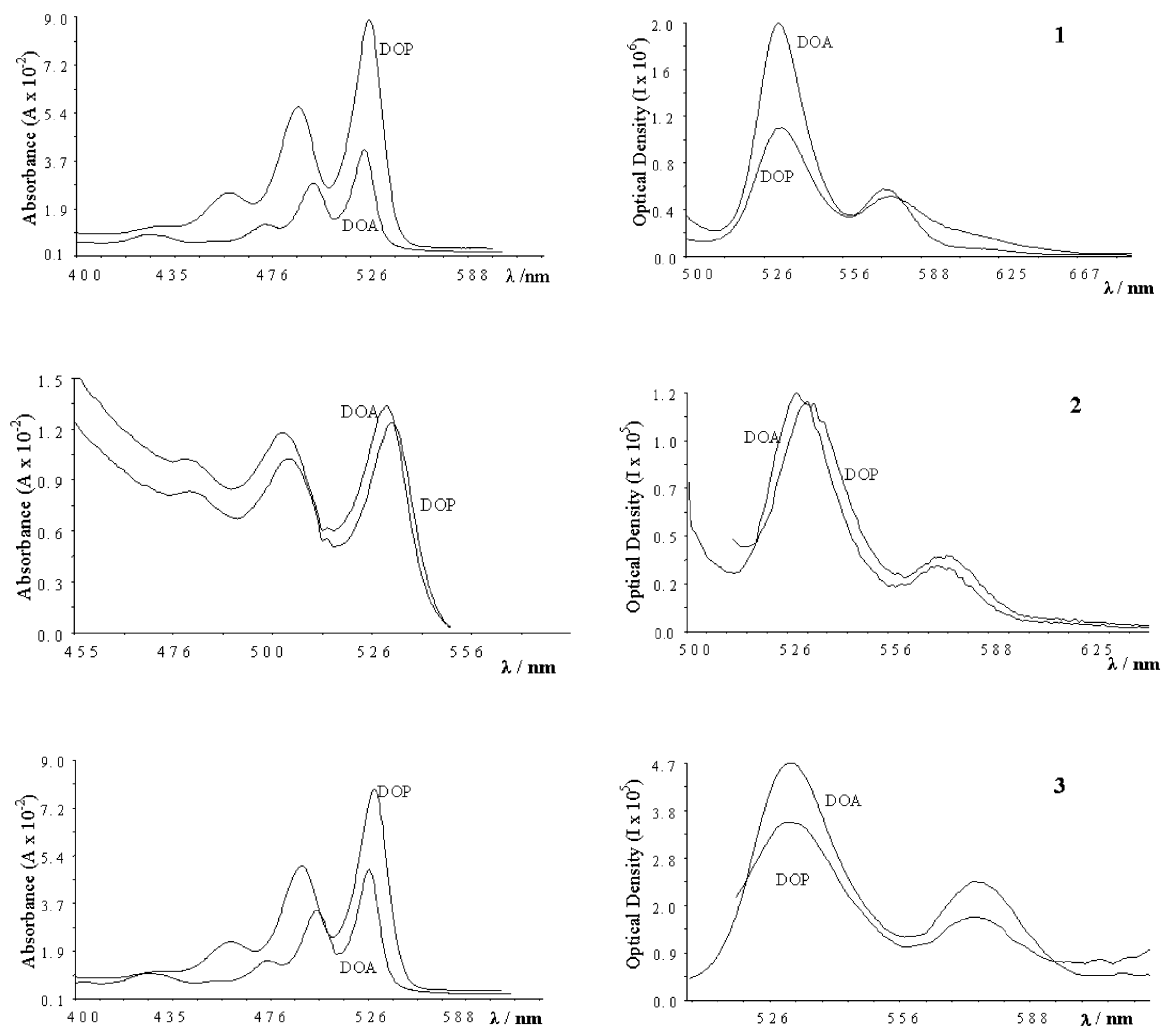 Absorbance (A x 10-2)
9.0
7.2
5.4
3.7
1.9
0.1
DOP
DOA
400 435 476 526 588 λ /nm
Optical Density (I x 10⁶)
2.0
1.6
1.2
0.8
0.4
0.0
1
DOA
DOP
500 526 556 588 625 667
λ / nm
Absorbance (A x 10-2)
1.5
1.2
0.9
0.6
0.3
0.0
DOA
DOP
455 476 500 526 556
λ / nm
Optical Density (I x 10⁵)
1.2
1.0
0.7
0.5
0.2
0.0
2
DOA
DOP
500 526 556 588 625
λ / nm
Absorbance (A x 10-2)
9.0
7.2
5.4
3.7
1.9
0.1
DOP
DOA
400 435 476 526 588 λ / nm
Optical Density (I x 10⁵)
4.7
3.8
2.8
2.0
0.9
0.0
3
DOA
DOP
526 556 588
λ / nm